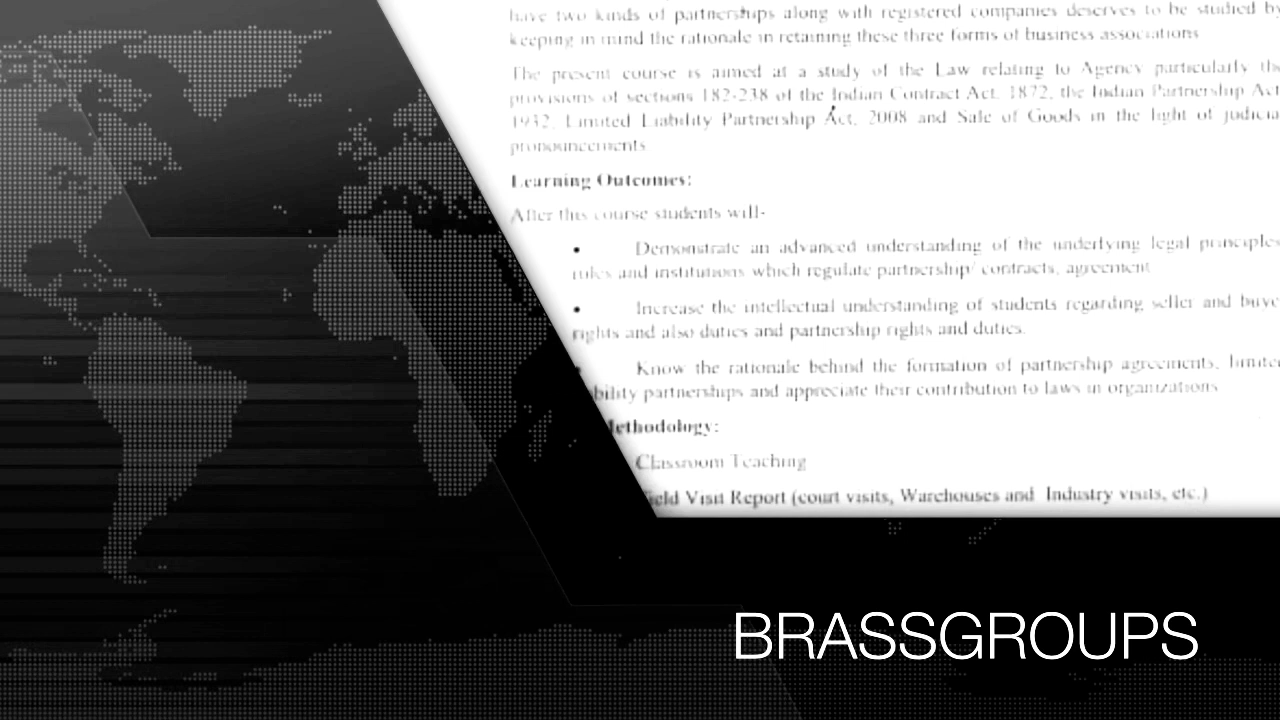 have two kinds of partnerships along with registered companies deserves to be studied by
keeping in mind the rationale in retaining these three forms of business associations
The present course is aimed at a study of the Law relating to Agency particularly the
provisions of sections 182-238 of the Indian Contract Act, 1872, the Indian Partnership Act
1932, Limited Liability Partnership Act, 2008 and Sale of Goods in the light of judicia
pronouncements
Learning Outcomes:
After this course students will-
• Demonstrate an advanced understanding of the underlying legal principles
rules and institutions which regulate partnership/ contracts, agreement
• Increase the intellectual understanding of students regarding seller and buye
rights and also duties and partnership rights and duties.
Know the rationale behind the formation of partnership agreements, limited
bility partnerships and appreciate their contribution to laws in organizations
ethodology:
Classroom Teaching
ield Visit Report (court visits, Warehouses and Industry visits, etc.)
BRASSGROUPS